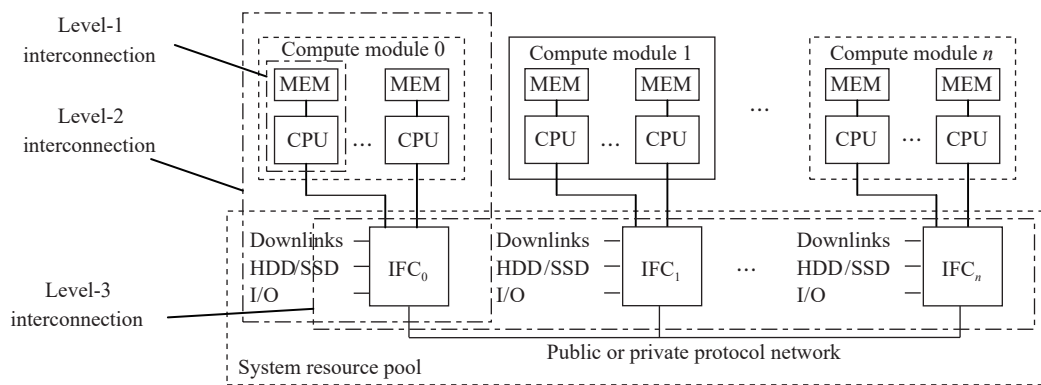 Level-1
interconnection
Level-2
interconnection
Level-3
interconnection
Compute module 0
MEM
MEM
CPU
...
CPU
Compute module 1
MEM
MEM
CPU
...
CPU
...
Compute module n
MEM
MEM
CPU
...
CPU
Downlinks
HDD/SSD
I/O
IFC0
Downlinks
HDD/SSD
I/O
IFC1
...
Downlinks
HDD/SSD
I/O
IFCn
Public or private protocol network
System resource pool